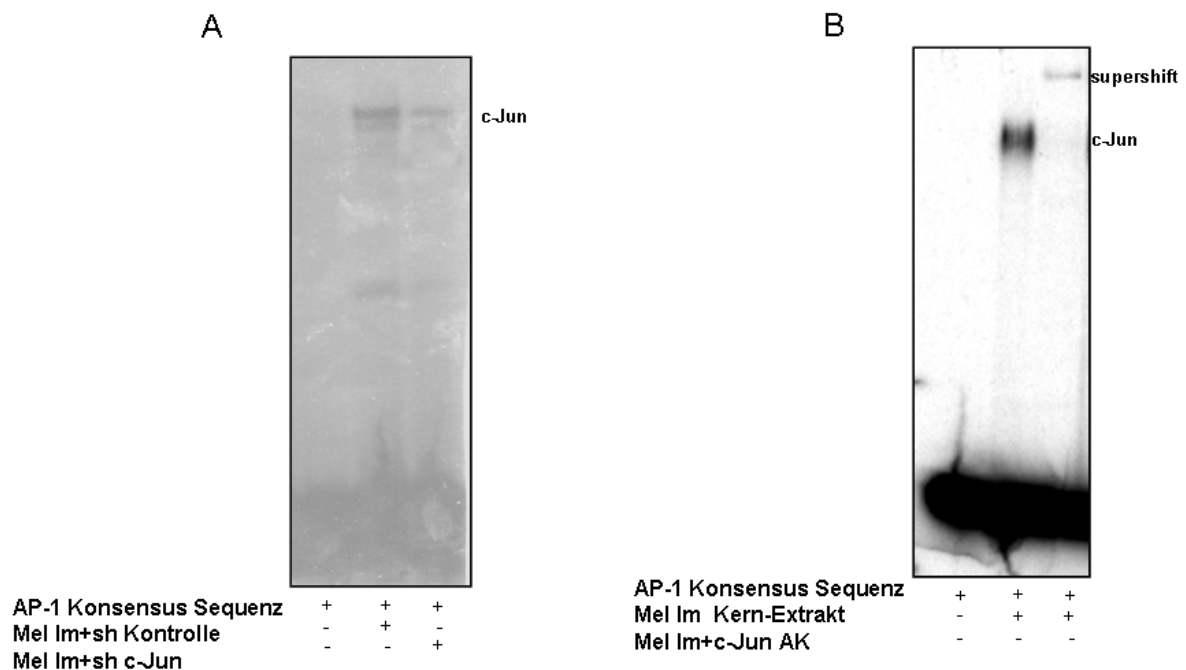 A
c-Jun
AP-1 Konsensus Sequenz + + +
Mel Im+sh Kontrolle - + -
Mel Im+sh c-Jun - - +
B
supershift
c-Jun
AP-1 Konsensus Sequenz + + +
Mel Im Kern-Extrakt - + +
Mel Im+c-Jun AK - - -